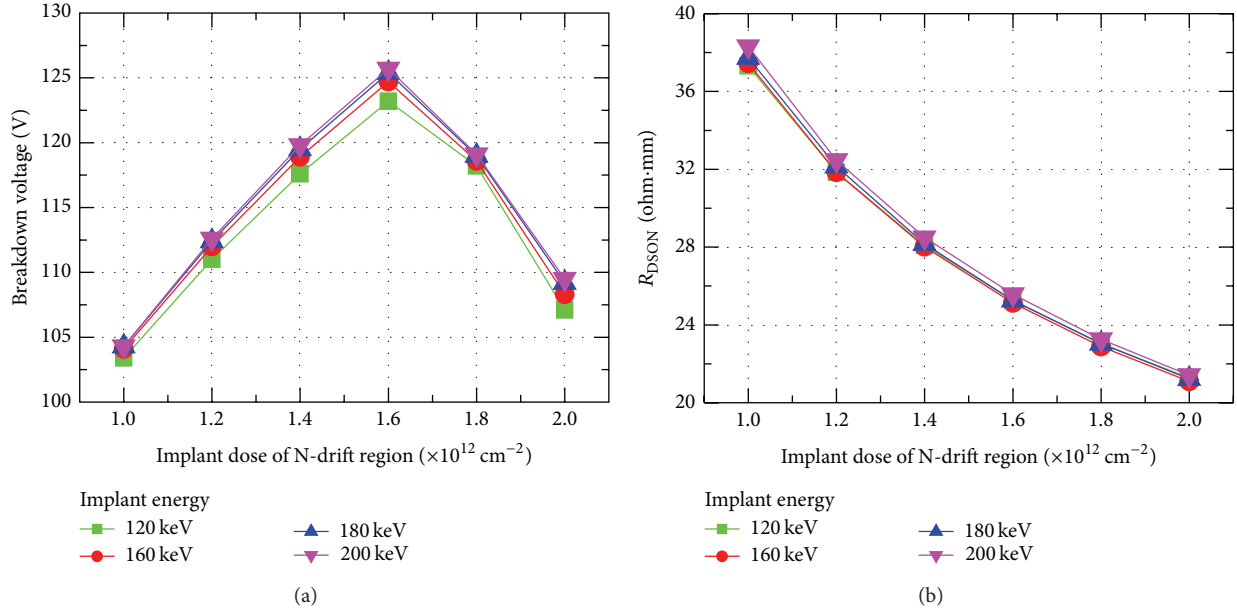 130
125
120
115
110
105
100
Breakdown voltage (V)
1.0 1.2 1.4 1.6 1.8 2.0
Implant dose of N-drift region (×10¹² cm⁻²)
Implant energy
120 keV 180 keV
160 keV 200 keV
(a)
40
36
32
28
24
20
R_DSON (ohm·mm)
1.0 1.2 1.4 1.6 1.8 2.0
Implant dose of N-drift region (×10¹² cm⁻²)
Implant energy
120 keV 180 keV
160 keV 200 keV
(b)